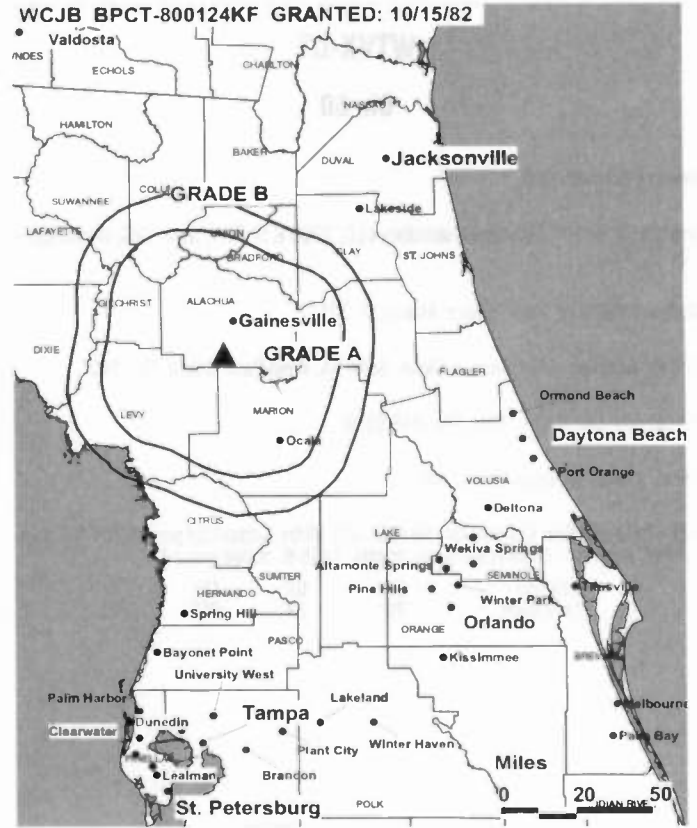 WCJB BPCT-800124KF GRANTED: 10/15/82
Valdosta
ECHOLS
CHARLTON
NASSAU
HAMILTON
BAKER
DUVAL
Jacksonville
SUWANNEE
GRADE B
Lakeside
LAFAYETTE
UNION
BRADFORD
CLAY
ST. JOHNS
GILCHRIST
ALACHUA
Gainesville
DIXIE
GRADE A
FLAGLER
LEVY
MARION
Ormond Beach
Ocala
Daytona Beach
Port Orange
VOLUSIA
Deltona
CITRUS
LAKE
Wekiva Springs
Altamonte Springs
SUMTER
SEMINOLE
HERNANDO
Pine Hills
Winter Park
Titusville
Spring Hill
ORANGE
Orlando
PASCO
Bayonet Point
Kissimmee
University West
Palm Harbor
Lakeland
Melbourne
Dunedin
Tampa
Clearwater
Plant City
Winter Haven
Palm Bay
Lealman
Brandon
Miles
St. Petersburg
POLK
0 20 50